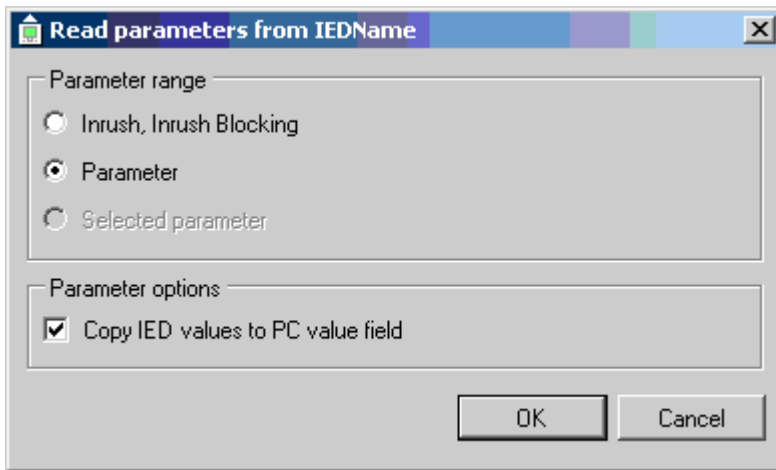 Read parameters from IEDName
Parameter range
Inrush, Inrush Blocking
Parameter
Selected parameter
Parameter options
Copy IED values to PC value field
OK
Cancel